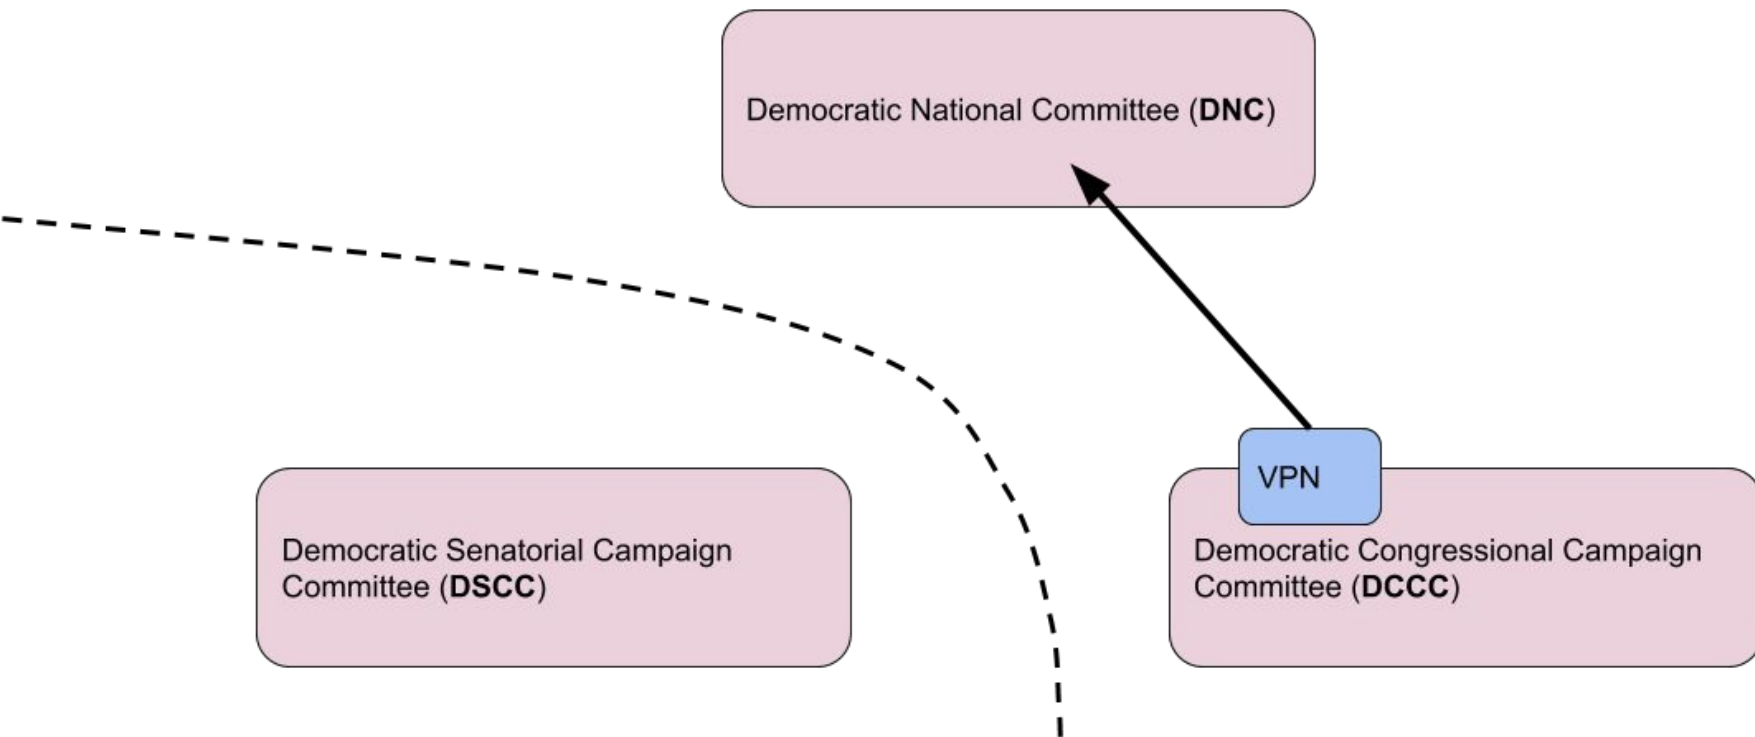 Democratic National Committee (DNC)
VPN
Democratic Senatorial Campaign
Committee (DSCC)
Democratic Congressional Campaign
Committee (DCCC)